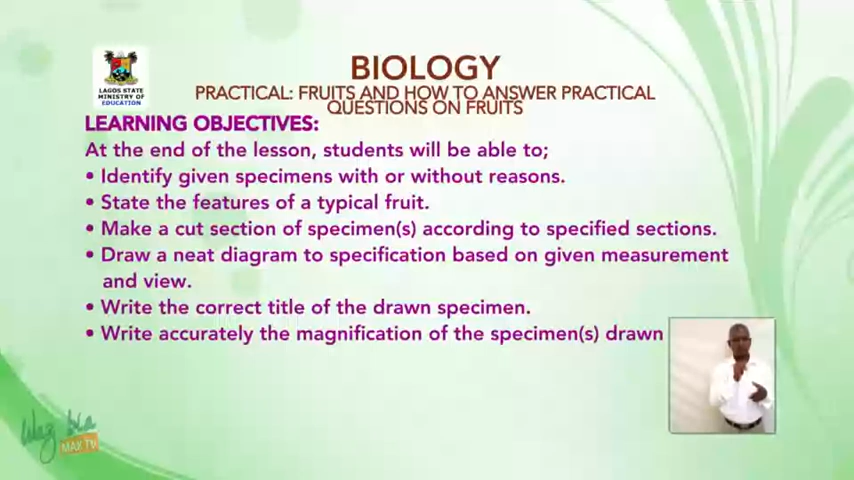 BIOLOGY
PRACTICAL: FRUITS AND HOW TO ANSWER PRACTICAL
QUESTIONS ON FRUITS
LAGOS STATE
MINISTRY OF
EDUCATION
LEARNING OBJECTIVES:
At the end of the lesson, students will be able to;
• Identify given specimens with or without reasons.
• State the features of a typical fruit.
• Make a cut section of specimen(s) according to specified sections.
• Draw a neat diagram to specification based on given measurement
and view.
• Write the correct title of the drawn specimen.
• Write accurately the magnification of the specimen(s) drawn
Waz bia
MAX TV